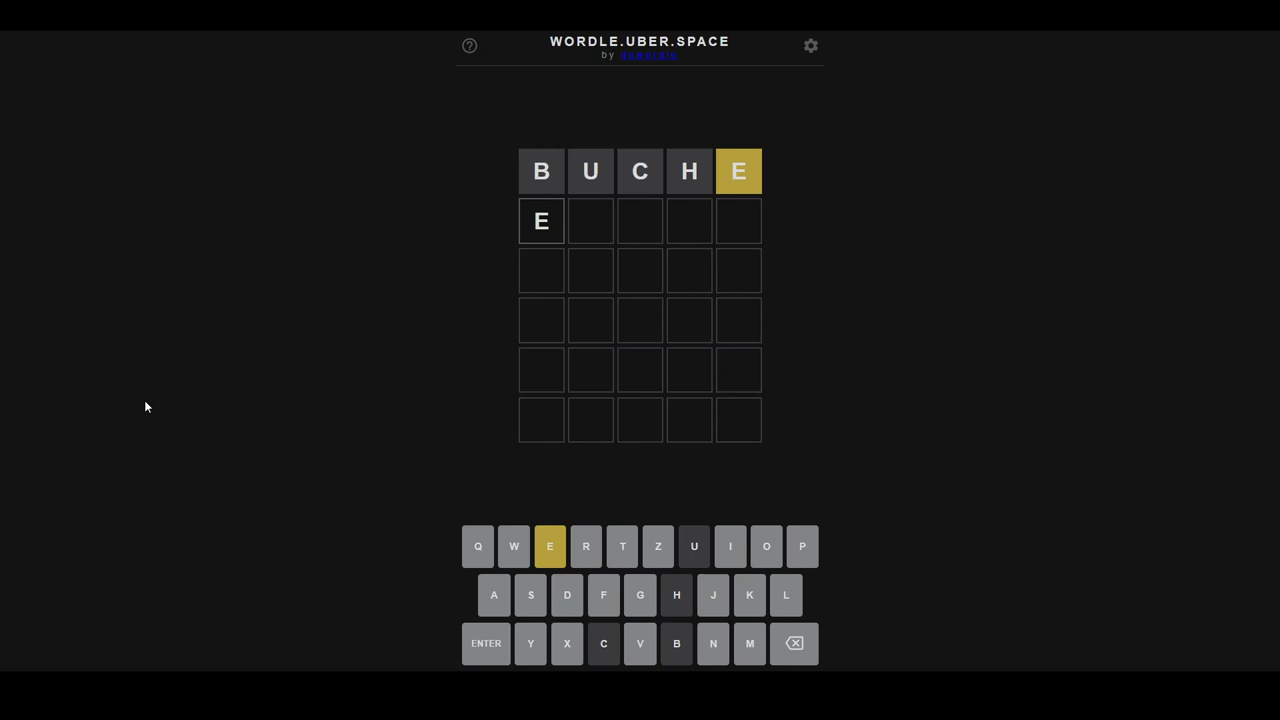 WORDLE.UBER.SPACE
by
B U C H E
E
Q W E R T Z U I O P
A S D F G H J K L
ENTER Y X C V B N M